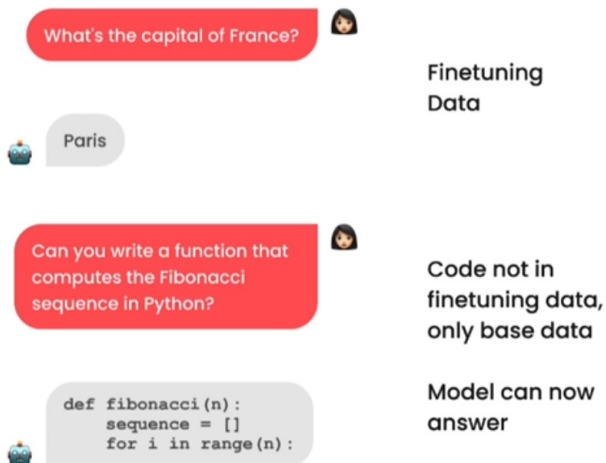 What's the capital of France?
Finetuning
Data
Paris
Can you write a function that
computes the Fibonacci
sequence in Python?
Code not in
finetuning data,
only base data
def fibonacci(n):
    sequence = []
    for i in range(n):
Model can now
answer